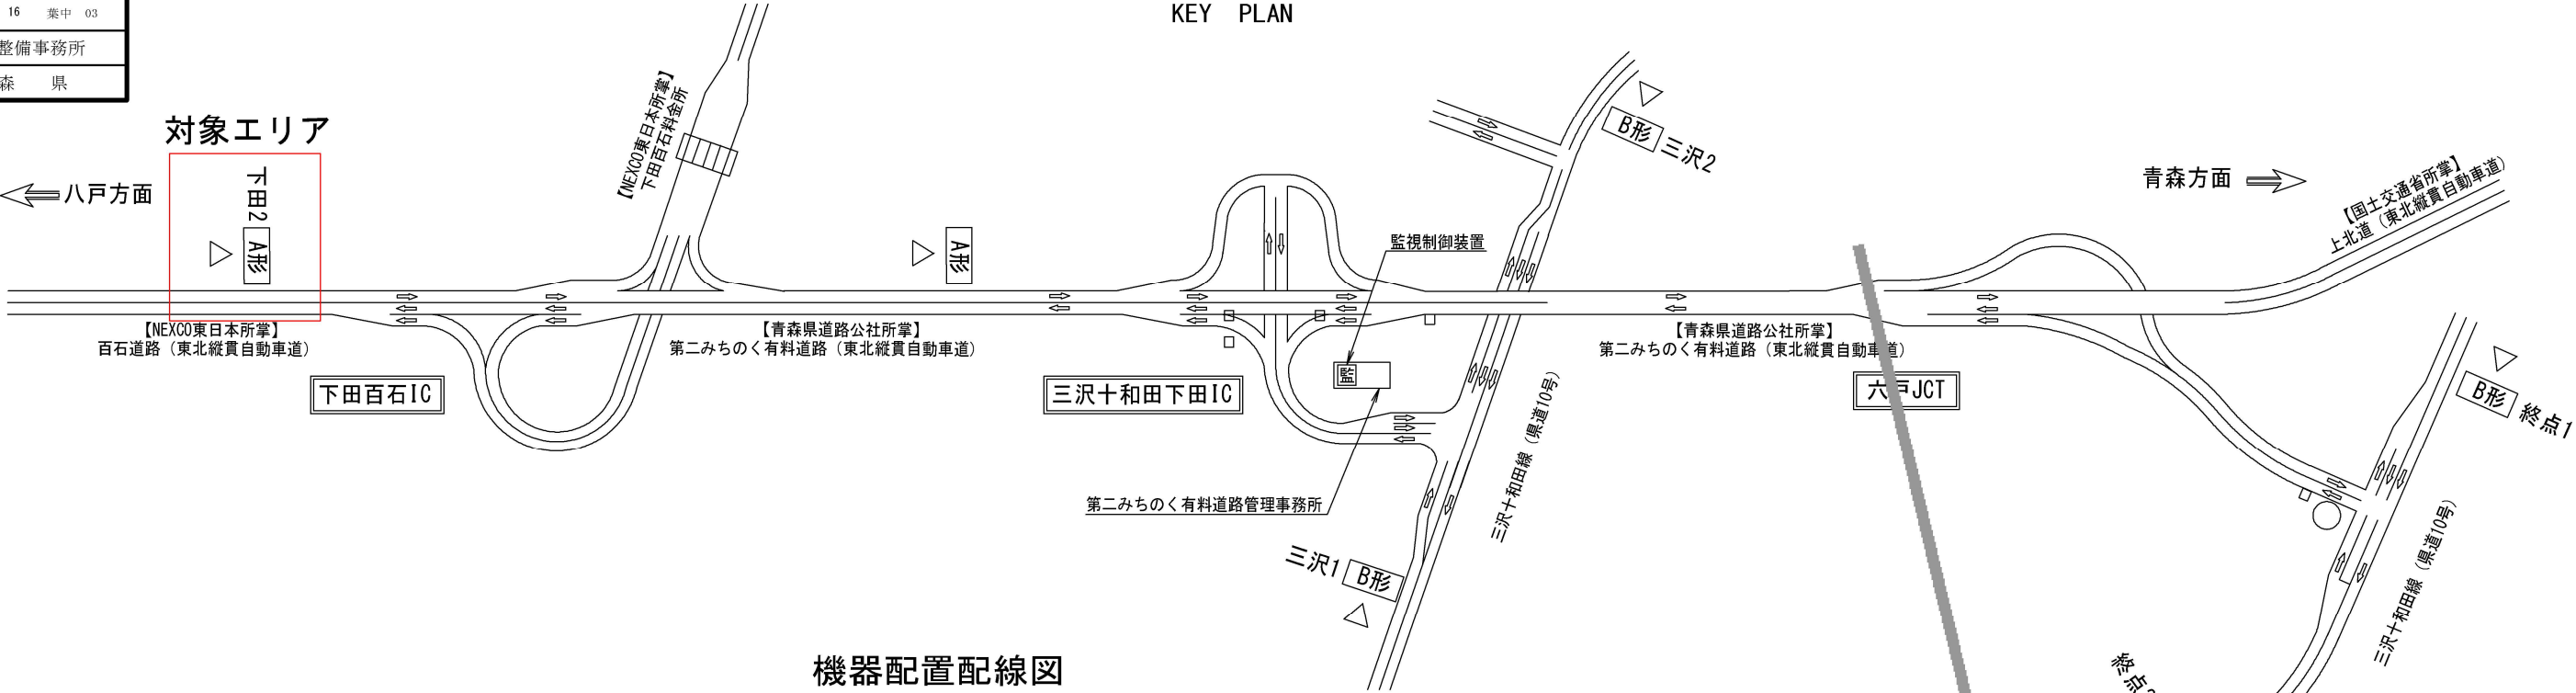 16 葉中 03
整備事務所
森 県
KEY PLAN
対象エリア
八戸方面
下田2
A形
【NEXCO東日本所掌】
百石道路（東北縦貫自動車道）
下田百石IC
【NEXCO東日本所掌】
下田百石料金所
A形
【青森県道路公社所掌】
第二みちのく有料道路（東北縦貫自動車道）
三沢十和田下田IC
監視制御装置
監
第二みちのく有料道路管理事務所
B形 三沢2
三沢1 B形
三沢十和田線（県道10号）
【青森県道路公社所掌】
第二みちのく有料道路（東北縦貫自動車道）
六戸JCT
青森方面
【国土交通省所掌】
上北道（東北縦貫自動車道）
B形 終点1
三沢十和田線（県道10号）
機器配置配線図